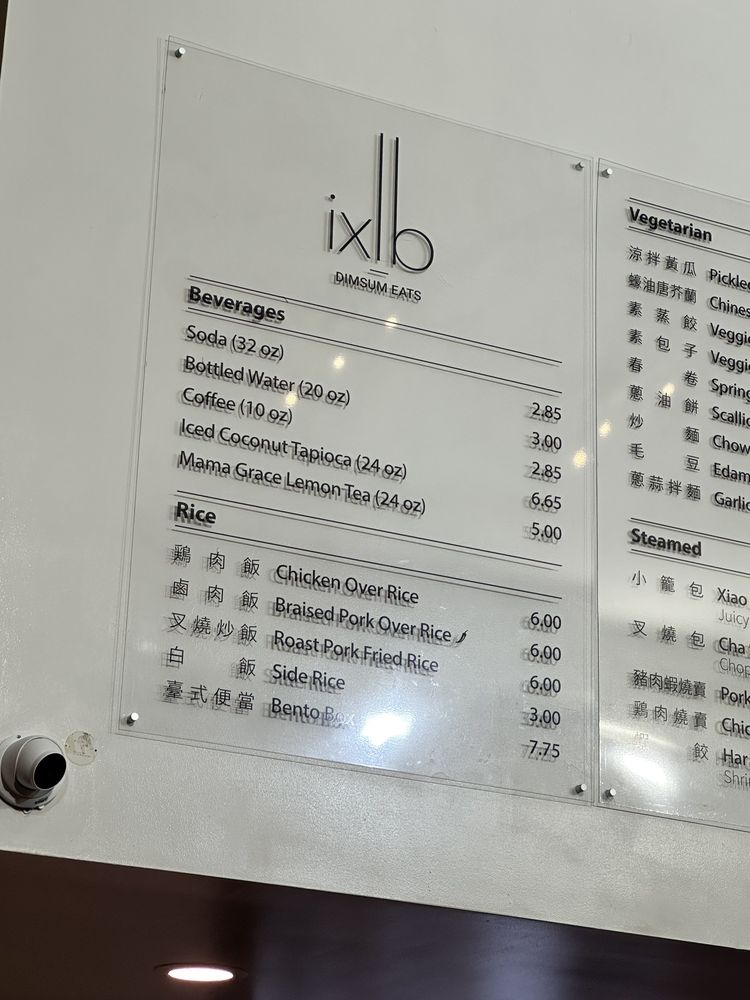 ixlb
DIMSUM EATS
Beverages
Soda (32 oz) 2.85
Bottled Water (20 oz) 3.00
Coffee (10 oz) 2.85
Iced Coconut Tapioca (24 oz) 6.65
Mama Grace Lemon Tea (24 oz) 5.00
Rice
鷄肉飯 Chicken Over Rice 6.00
鹵肉飯 Braised Pork Over Rice 6.00
叉燒炒飯 Roast Pork Fried Rice 6.00
白飯 Side Rice 3.00
臺式便當 Bento Box 7.75
Vegetarian
涼拌黃瓜 Pickle
蠔油唐芥蘭 Chines
素蒸餃 Veggi
素包子 Veggi
春卷 Spring
蔥油餅 Scallio
炒麵 Chow
毛豆 Edam
蔥蒜拌麵 Garlic
Steamed
小籠包 Xiao
Juicy
叉燒包 Cha
Chop
豬肉蝦燒賣 Pork
鷄肉燒賣 Chic
餃 Har
Shri